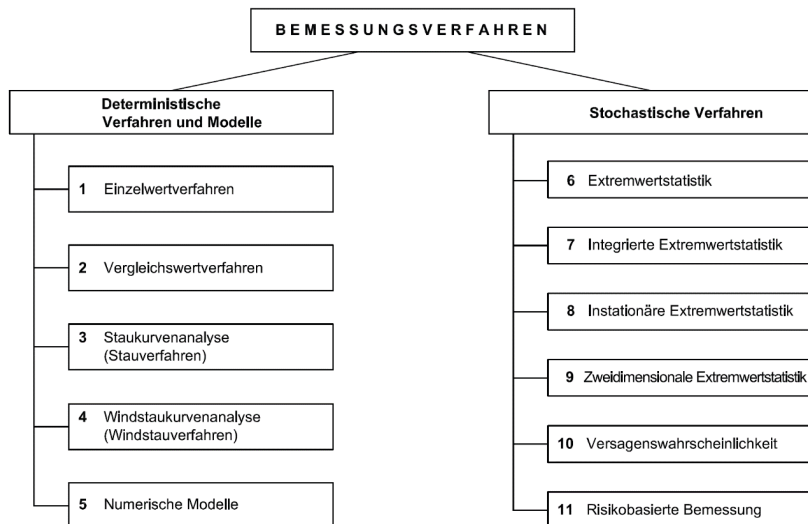 BEMESSUNGSVERFAHREN
Deterministische
Verfahren und Modelle
1 Einzelwertverfahren
2 Vergleichswertverfahren
3 Staukurvenanalyse
(Stauverfahren)
4 Windstaukurvenanalyse
(Windstauverfahren)
5 Numerische Modelle
Stochastische Verfahren
6 Extremwertstatistik
7 Integrierte Extremwertstatistik
8 Instationäre Extremwertstatistik
9 Zweidimensionale Extremwertstatistik
10 Versagenswahrscheinlichkeit
11 Risikobasierte Bemessung